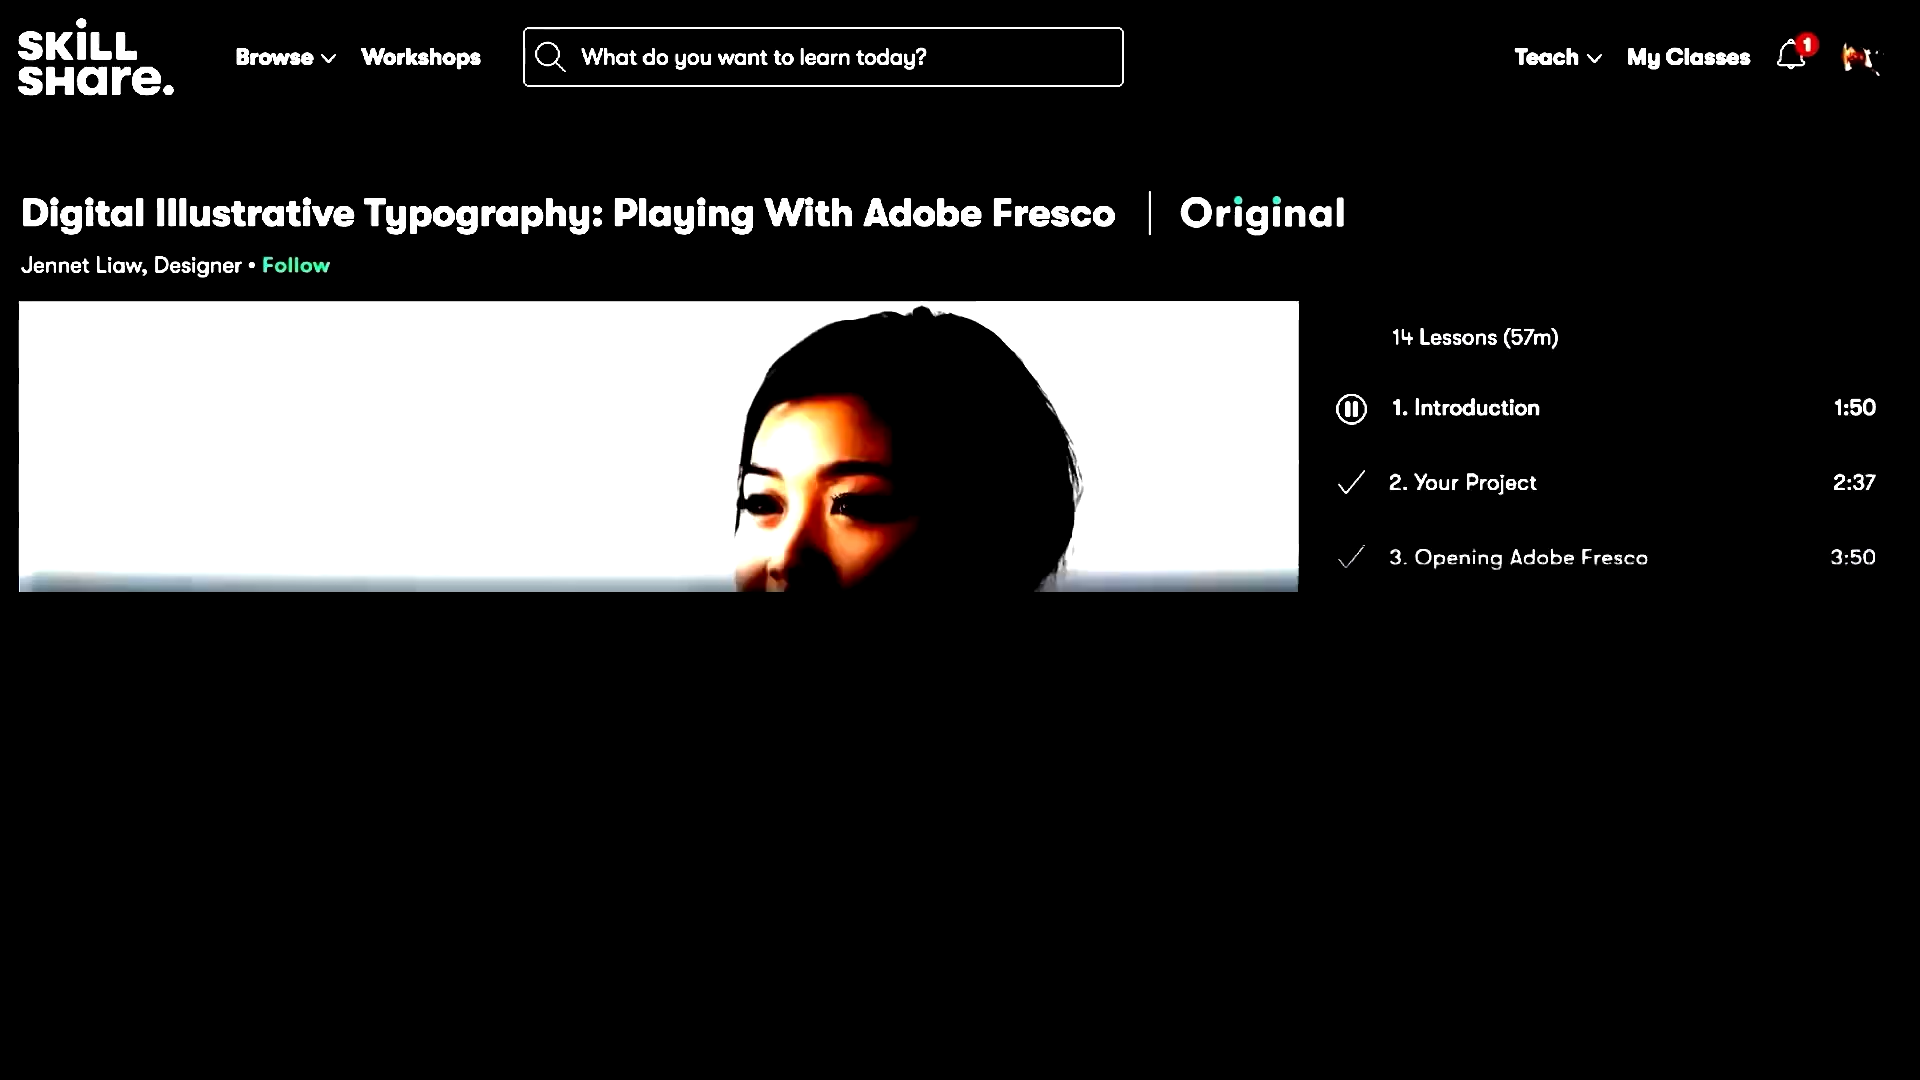 SKILL
SHare.
Browse
Workshops
What do you want to learn today?
Teach
My Classes
1
Digital Illustrative Typography: Playing With Adobe Fresco | Original
Jennet Liaw, Designer • Follow
14 Lessons (57m)
1. Introduction 1:50
2. Your Project 2:37
3. Opening Adobe Fresco 3:50